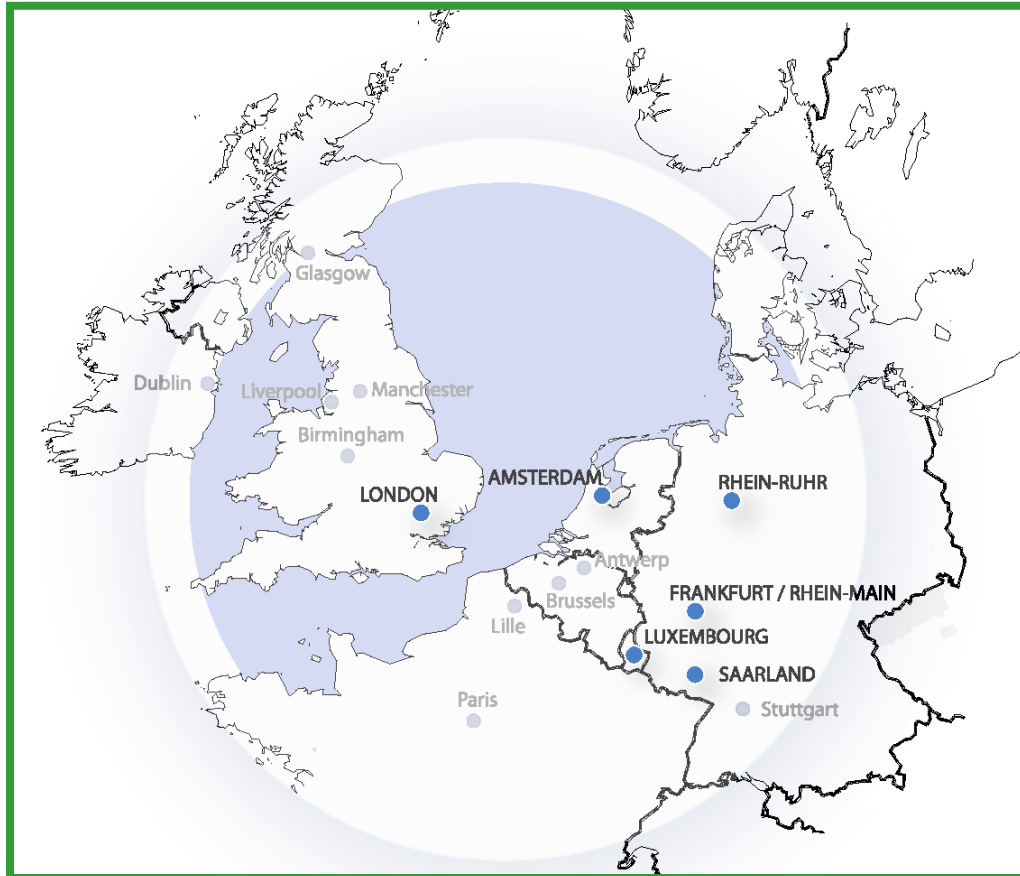 Glasgow
Dublin
Liverpool
Manchester
Birmingham
AMSTERDAM
RHEIN-RUHR
LONDON
Antwerp
Brussels
FRANKFURT / RHEIN-MAIN
Lille
LUXEMBOURG
SAARLAND
Paris
Stuttgart